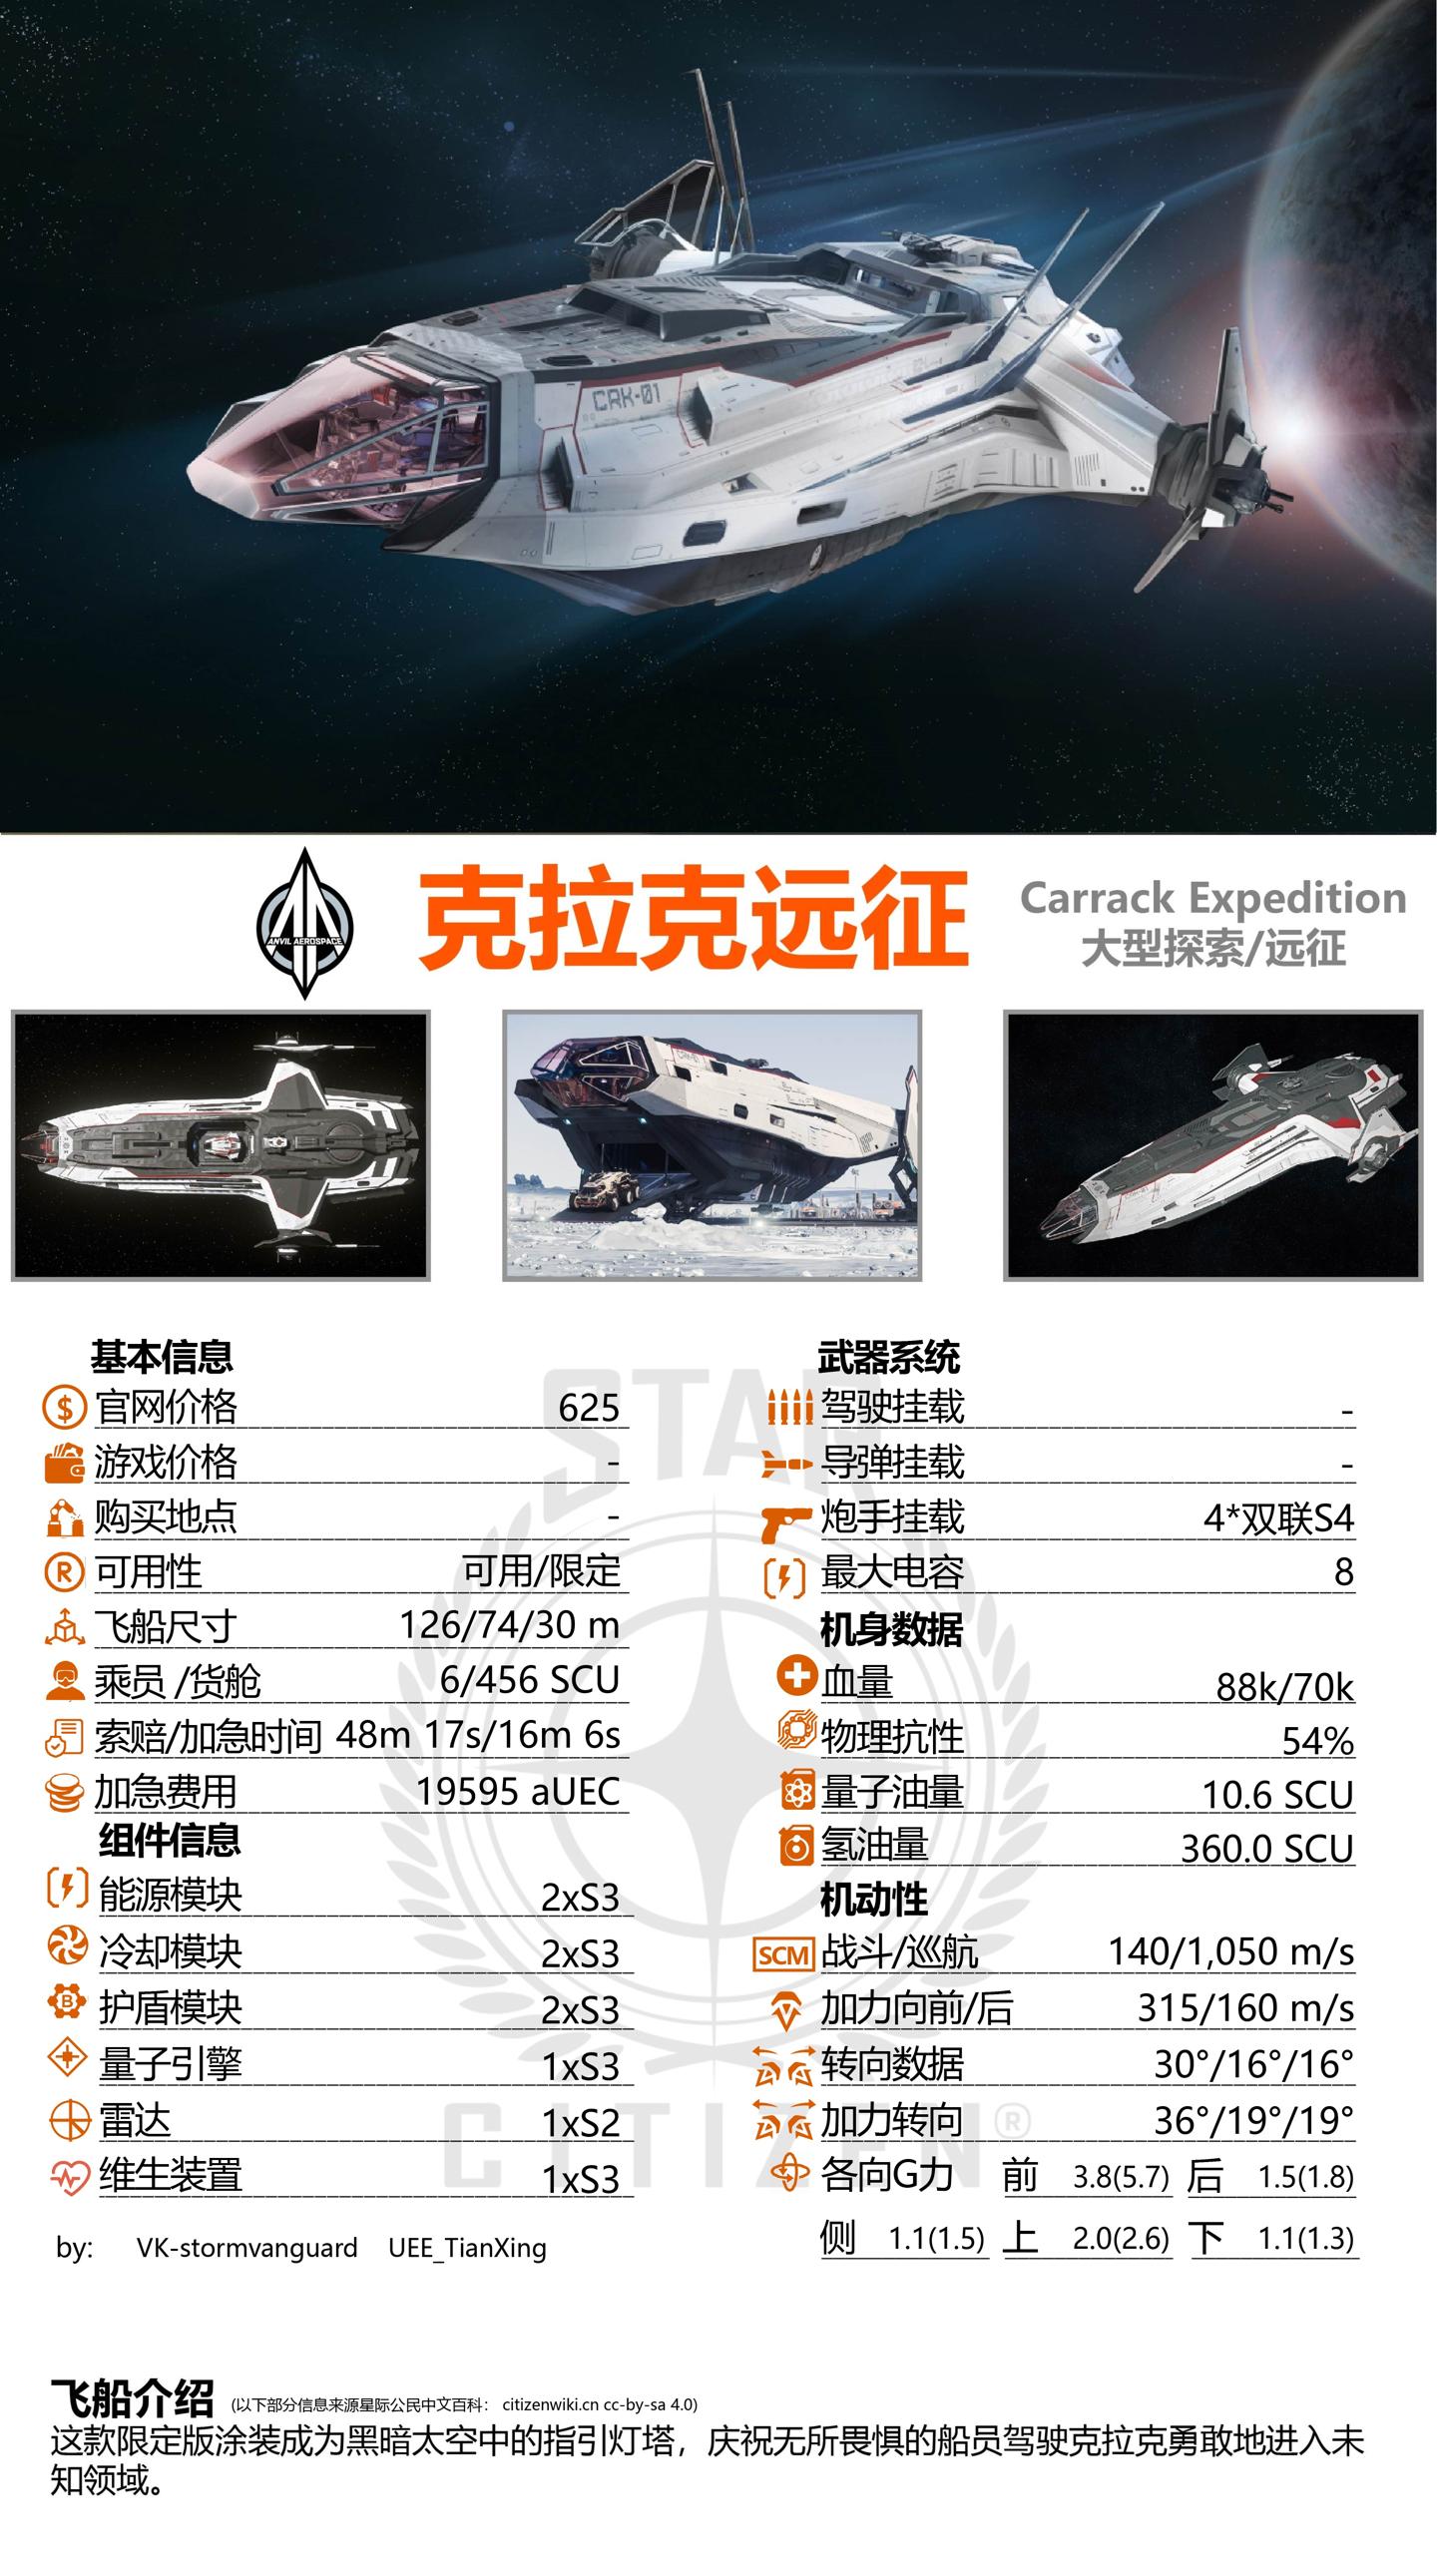 CRK-01
ANVIL AEROSPACE
克拉克远征
Carrack Expedition
大型探索/远征
基本信息
官网价格 625
游戏价格 -
购买地点 -
可用性 可用/限定
飞船尺寸 126/74/30 m
乘员 /货舱 6/456 SCU
索赔/加急时间 48m 17s/16m 6s
加急费用 19595 aUEC
组件信息
能源模块 2xS3
冷却模块 2xS3
护盾模块 2xS3
量子引擎 1xS3
雷达 1xS2
维生装置 1xS3
by: VK-stormvanguard UEE_TianXing
武器系统
驾驶挂载 -
导弹挂载 -
炮手挂载 4*双联S4
最大电容 8
机身数据
血量 88k/70k
物理抗性 54%
量子油量 10.6 SCU
氢油量 360.0 SCU
机动性
SCM 战斗/巡航 140/1,050 m/s
加力向前/后 315/160 m/s
转向数据 30°/16°/16°
加力转向 36°/19°/19°
各向G力 前 3.8(5.7) 后 1.5(1.8)
侧 1.1(1.5) 上 2.0(2.6) 下 1.1(1.3)
STAR
CITIZEN®
飞船介绍 (以下部分信息来源星际公民中文百科： citizenwiki.cn cc-by-sa 4.0)
这款限定版涂装成为黑暗太空中的指引灯塔，庆祝无所畏惧的船员驾驶克拉克勇敢地进入未
知领域。